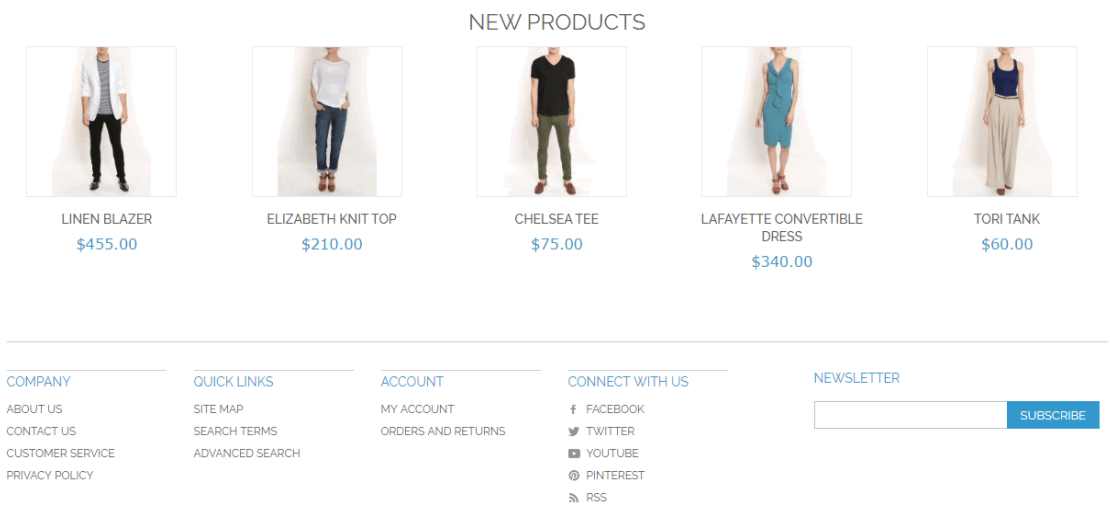 NEW PRODUCTS
LINEN BLAZER
$455.00
ELIZABETH KNIT TOP
$210.00
CHELSEA TEE
$75.00
LAFAYETTE CONVERTIBLE
DRESS
$340.00
TORI TANK
$60.00
COMPANY
ABOUT US
CONTACT US
CUSTOMER SERVICE
PRIVACY POLICY
QUICK LINKS
SITE MAP
SEARCH TERMS
ADVANCED SEARCH
ACCOUNT
MY ACCOUNT
ORDERS AND RETURNS
CONNECT WITH US
FACEBOOK
TWITTER
YOUTUBE
PINTEREST
RSS
NEWSLETTER
SUBSCRIBE